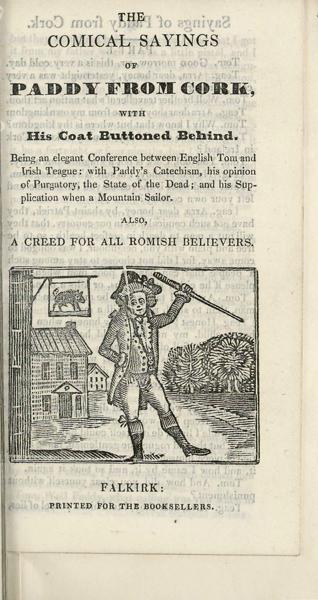 THE
COMICAL SAYINGS
OF
PADDY FROM CORK,
WITH
His Coat Buttoned Behind.
Being an elegant Conference between English Tom and
Irish Teague: with Paddy's Catechism, his opinion
of Purgatory, the State of the Dead; and his Sup-
plication when a Mountain Sailor.
ALSO,
A CREED FOR ALL ROMISH BELIEVERS.
FALKIRK:
PRINTED FOR THE BOOKSELLERS.